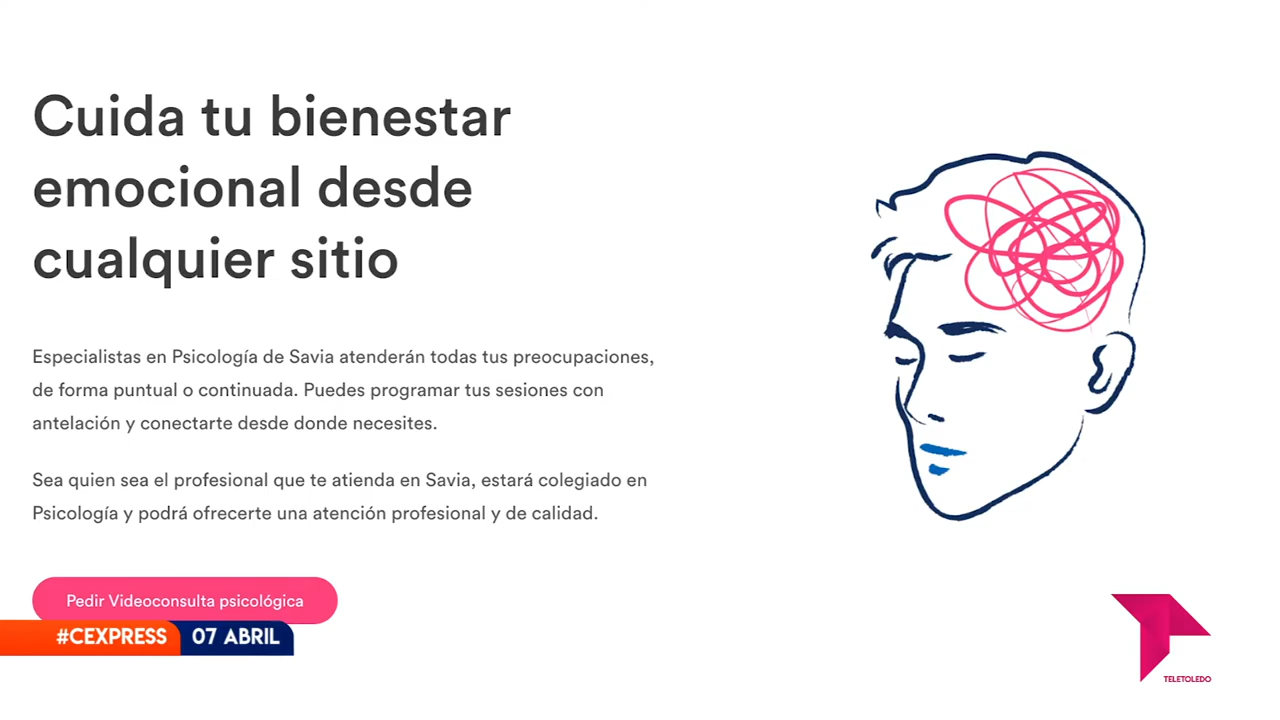 Cuida tu bienestar
emocional desde
cualquier sitio
Especialistas en Psicología de Savia atenderán todas tus preocupaciones,
de forma puntual o continuada. Puedes programar tus sesiones con
antelación y conectarte desde donde necesites.
Sea quien sea el profesional que te atienda en Savia, estará colegiado en
Psicología y podrá ofrecerte una atención profesional y de calidad.
Pedir Videoconsulta psicológica
#CEXPRESS 07 ABRIL
TELETOLEDO